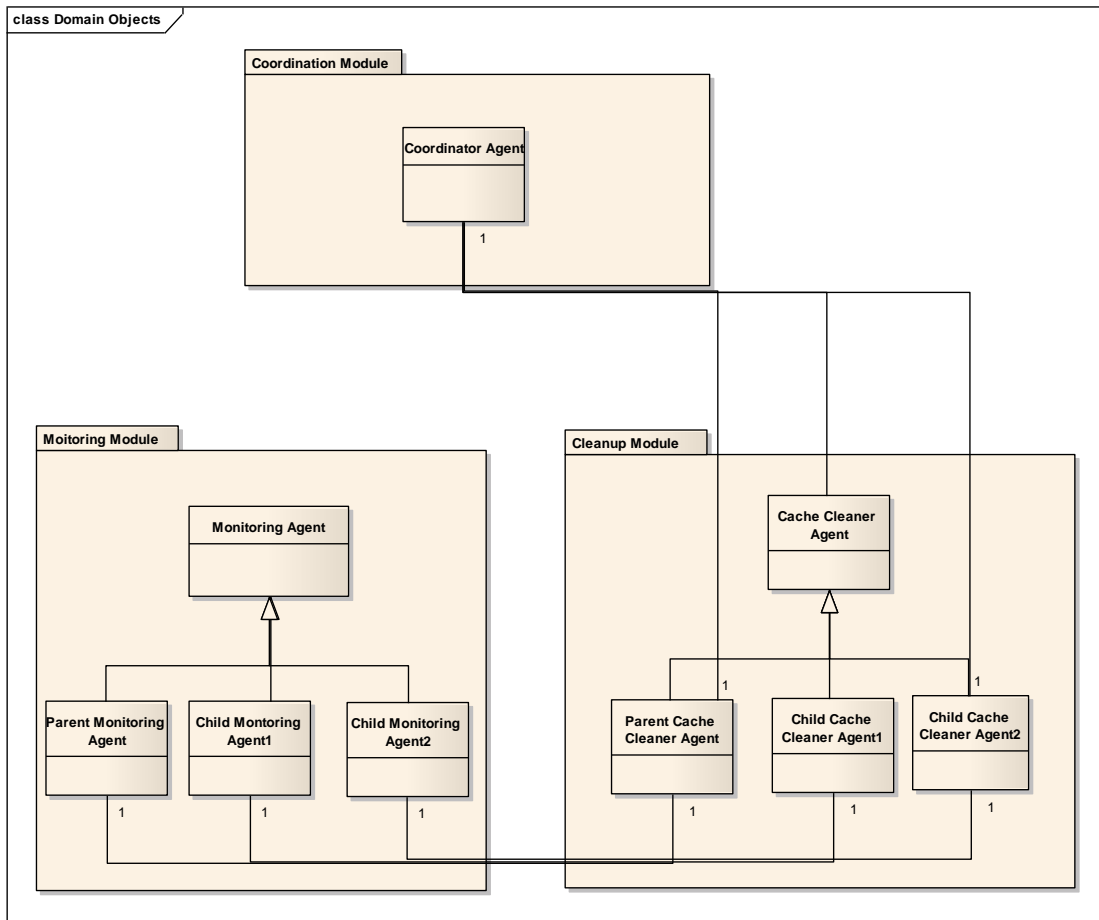 class Domain Objects
Coordination Module
Coordinator Agent
1
Moitoring Module
Cleanup Module
Monitoring Agent
Cache Cleaner
Agent
1
1
Parent Monitoring
Agent
Child Montoring
Agent1
Child Monitoring
Agent2
Parent Cache
Cleaner Agent
Child Cache
Cleaner Agent1
Child Cache
Cleaner Agent2
1
1
1
1
1
1